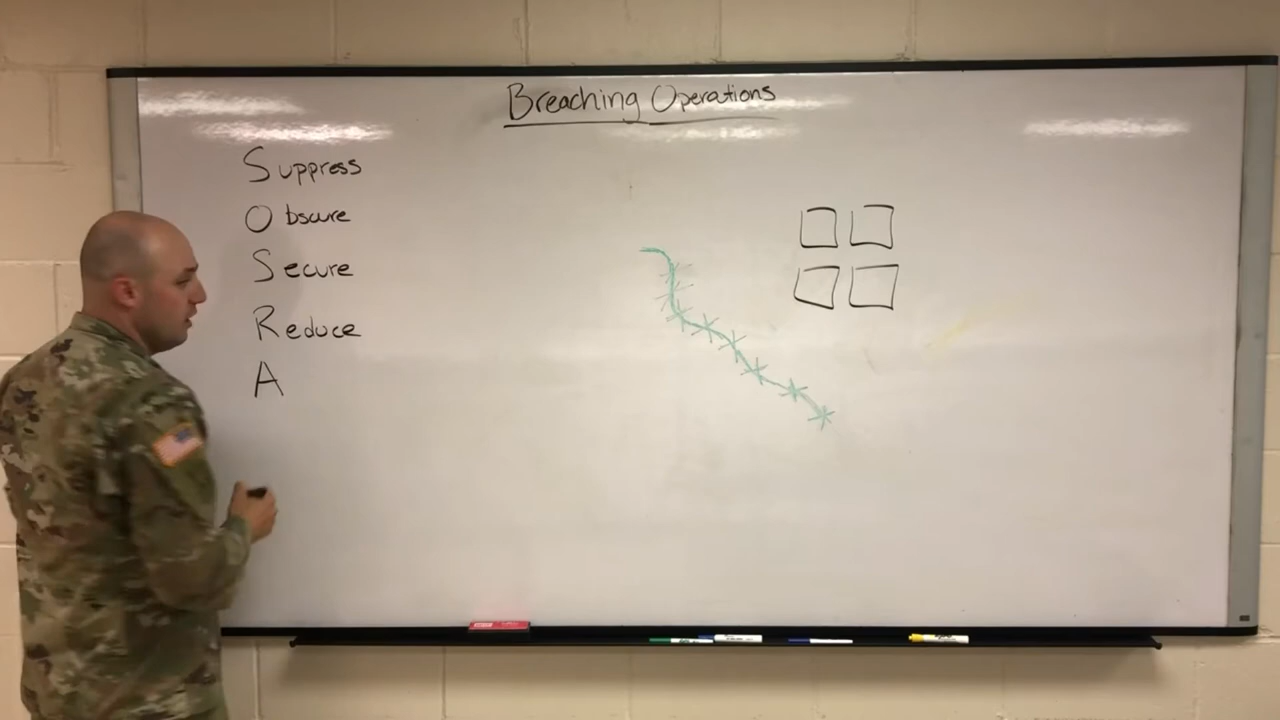 Breaching Operations
Suppress
Obscure
Secure
Reduce
A